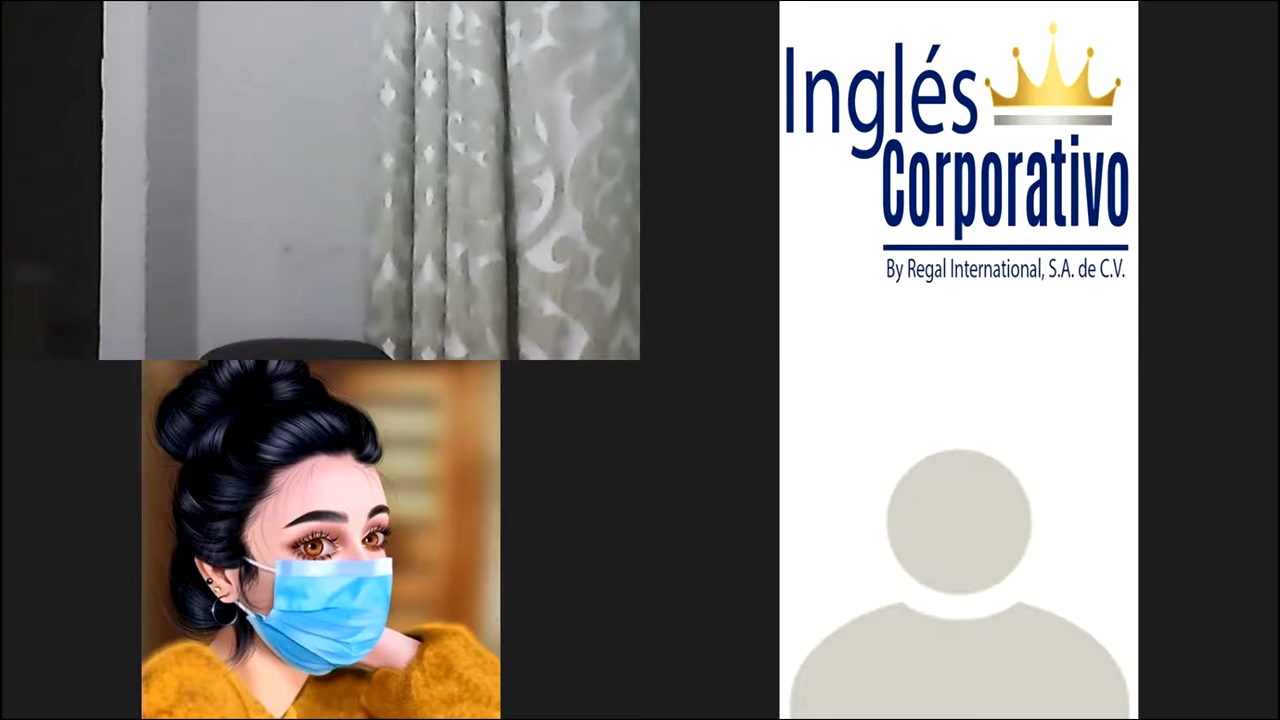 Inglés
Corporativo
By Regal International, S.A. de C.V.